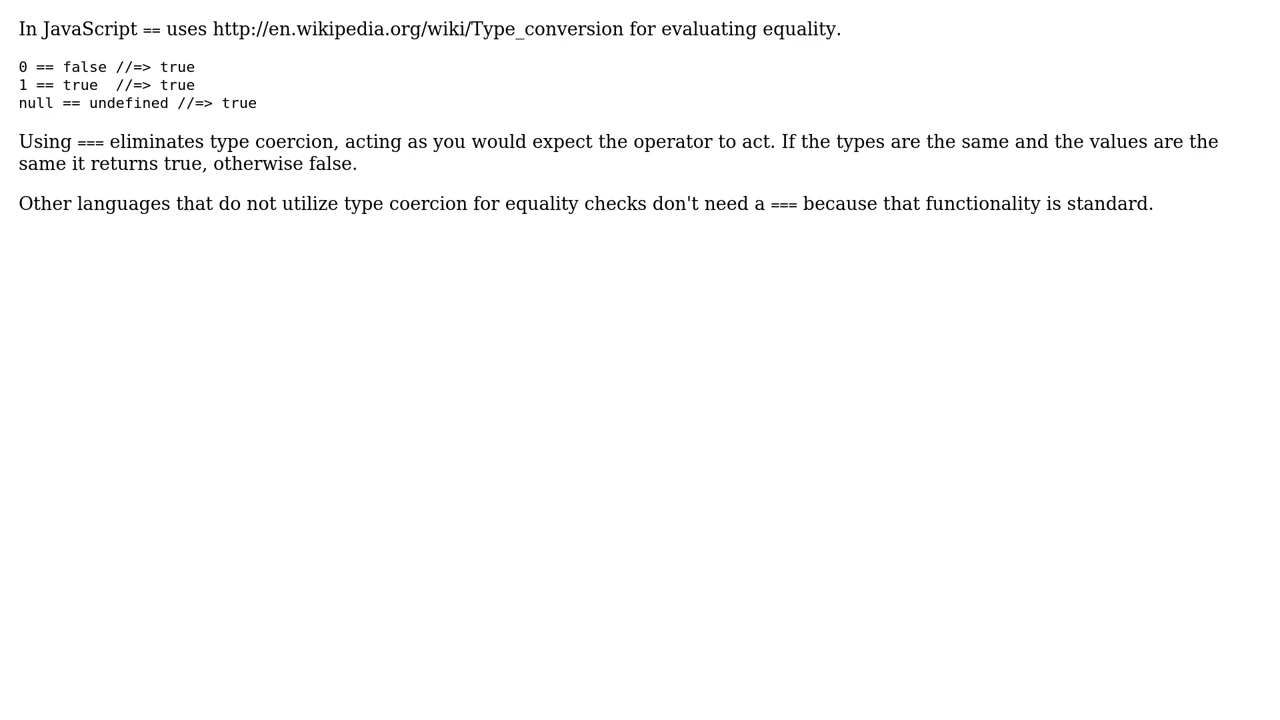 In JavaScript == uses http://en.wikipedia.org/wiki/Type_conversion for evaluating equality.
0 == false //=> true
1 == true  //=> true
null == undefined //=> true
Using === eliminates type coercion, acting as you would expect the operator to act. If the types are the same and the values are the
same it returns true, otherwise false.
Other languages that do not utilize type coercion for equality checks don't need a === because that functionality is standard.